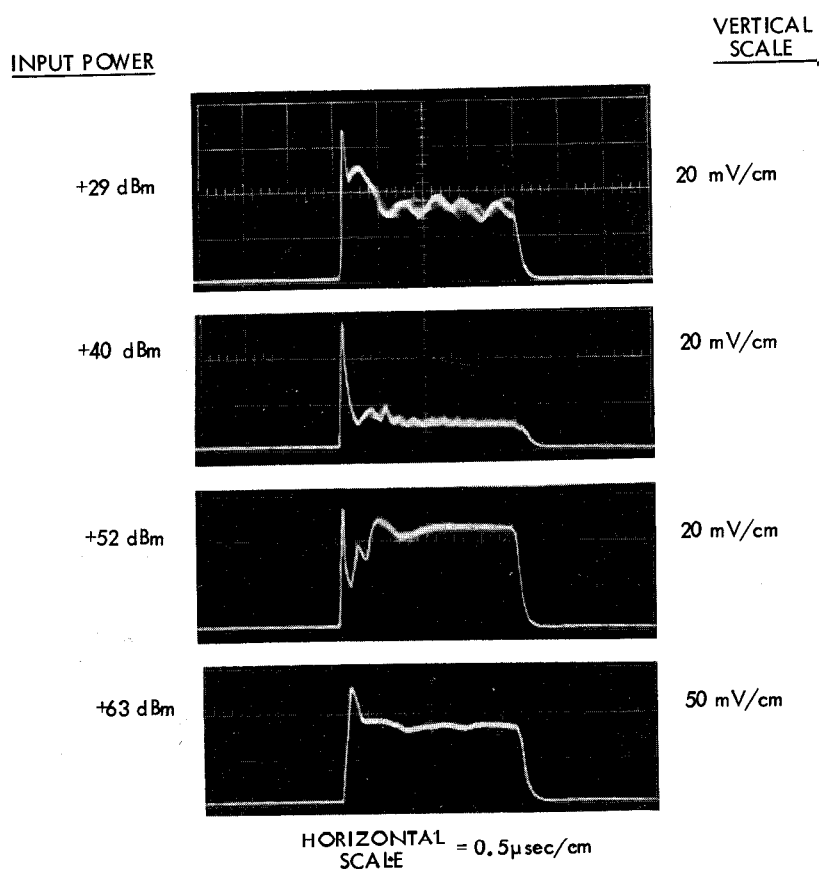 INPUT POWER
VERTICAL
SCALE
+29 dBm
20 mV/cm
+40 dBm
20 mV/cm
+52 dBm
20 mV/cm
+63 dBm
50 mV/cm
HORIZONTAL
SCALE
= 0.5μsec/cm